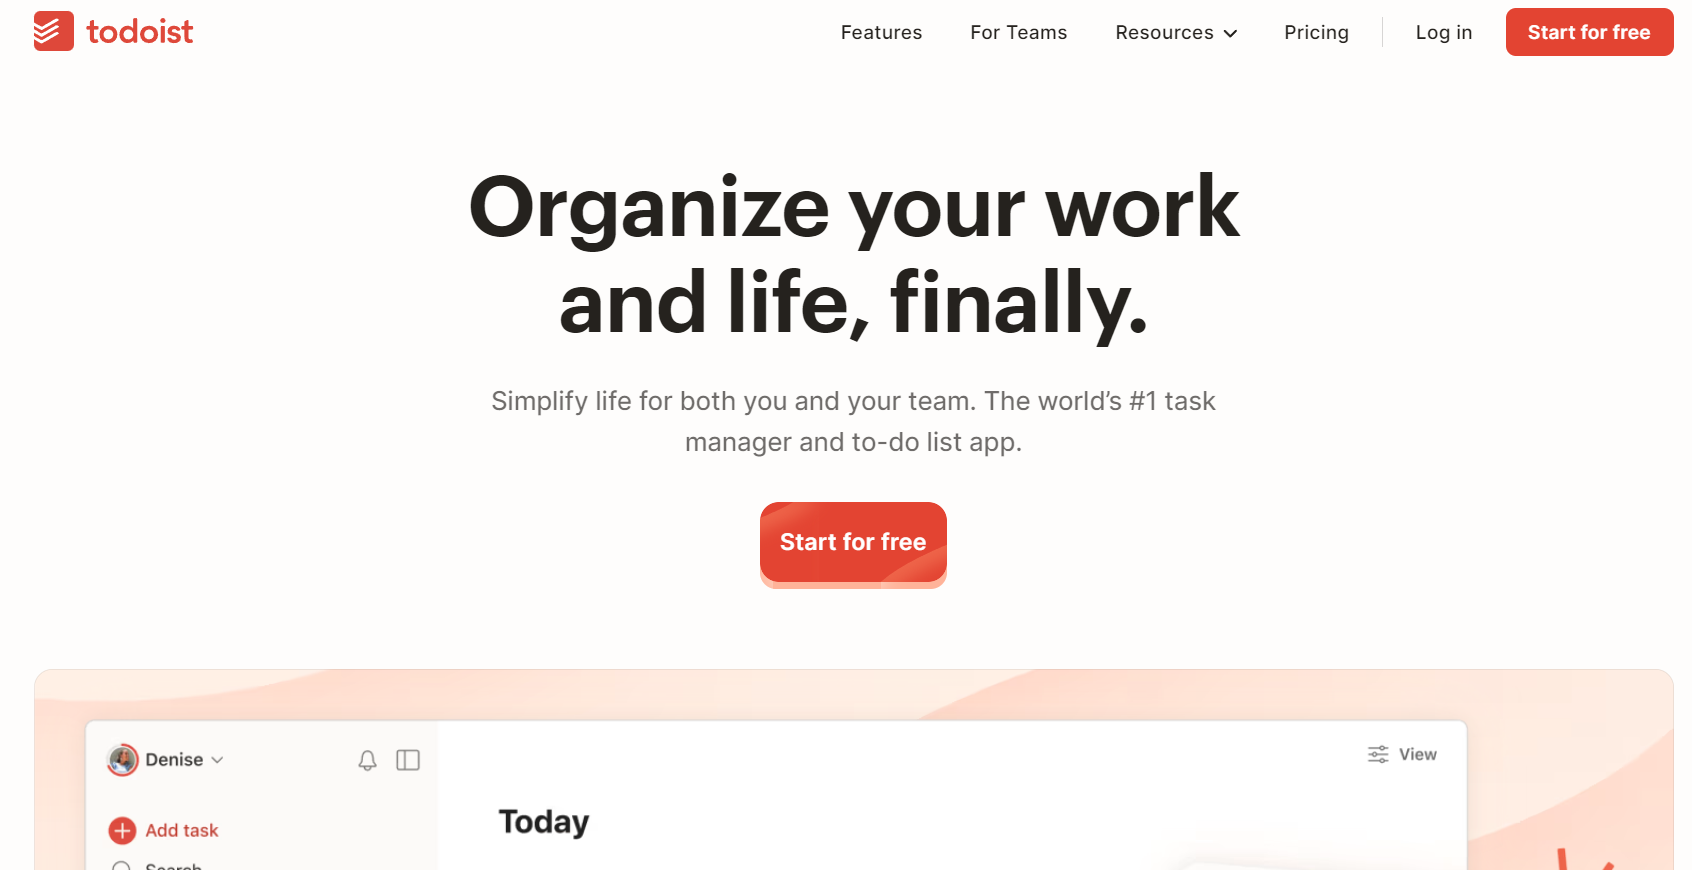 todoist
Features
For Teams
Resources
Pricing
Log in
Start for free
Organize your work
and life, finally.
Simplify life for both you and your team. The world’s #1 task
manager and to-do list app.
Start for free
Denise
View
Today
Add task
Search